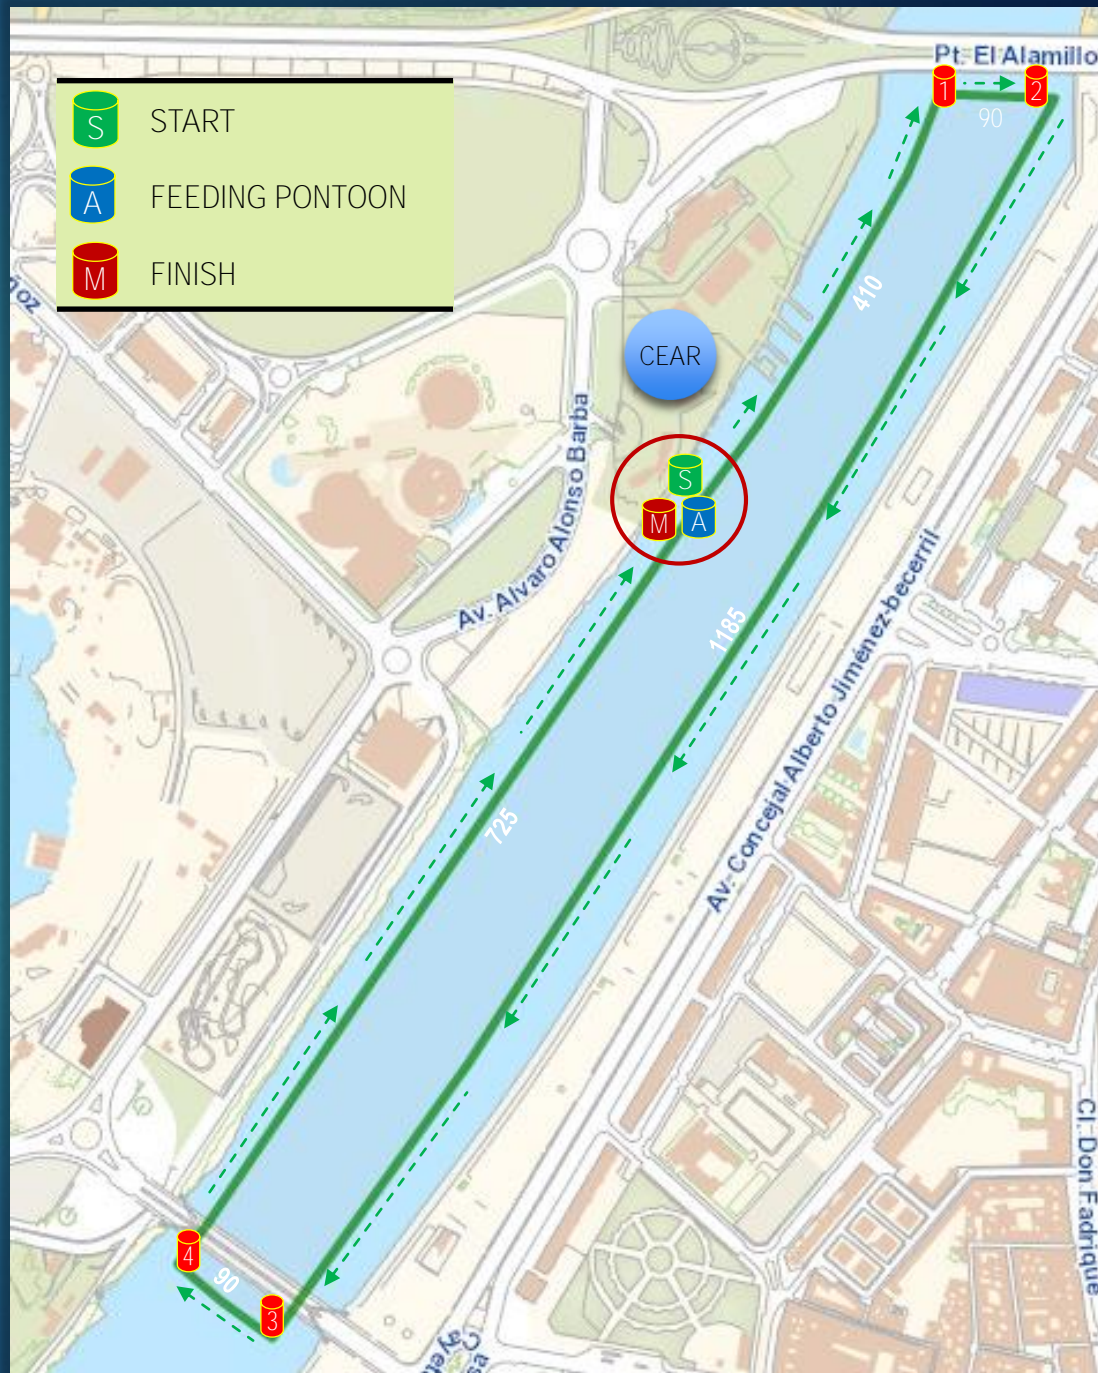 Pt. El Alamillo
1
2
90
S START
A FEEDING PONTOON
M FINISH
410
CEAR
Av. Alvaro Alonso Barba
S
M
A
1185
Av. Concejal Alberto Jiménez-becerril
725
Cl. Don Fadrique
4
90
3